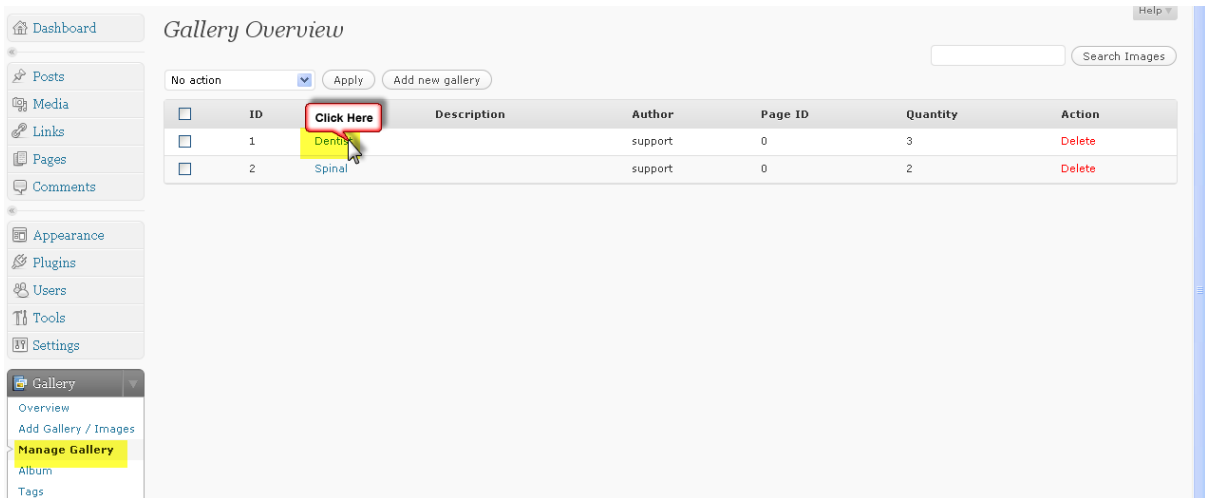 Help
Dashboard
Gallery Overview
Search Images
Posts
No action
Apply
Add new gallery
Media
Links
Pages
Comments
ID Description Author Page ID Quantity Action
Click Here
1 Dentist support 0 3 Delete
2 Spinal support 0 2 Delete
Appearance
Plugins
Users
Tools
Settings
Gallery
Overview
Add Gallery / Images
Manage Gallery
Album
Tags